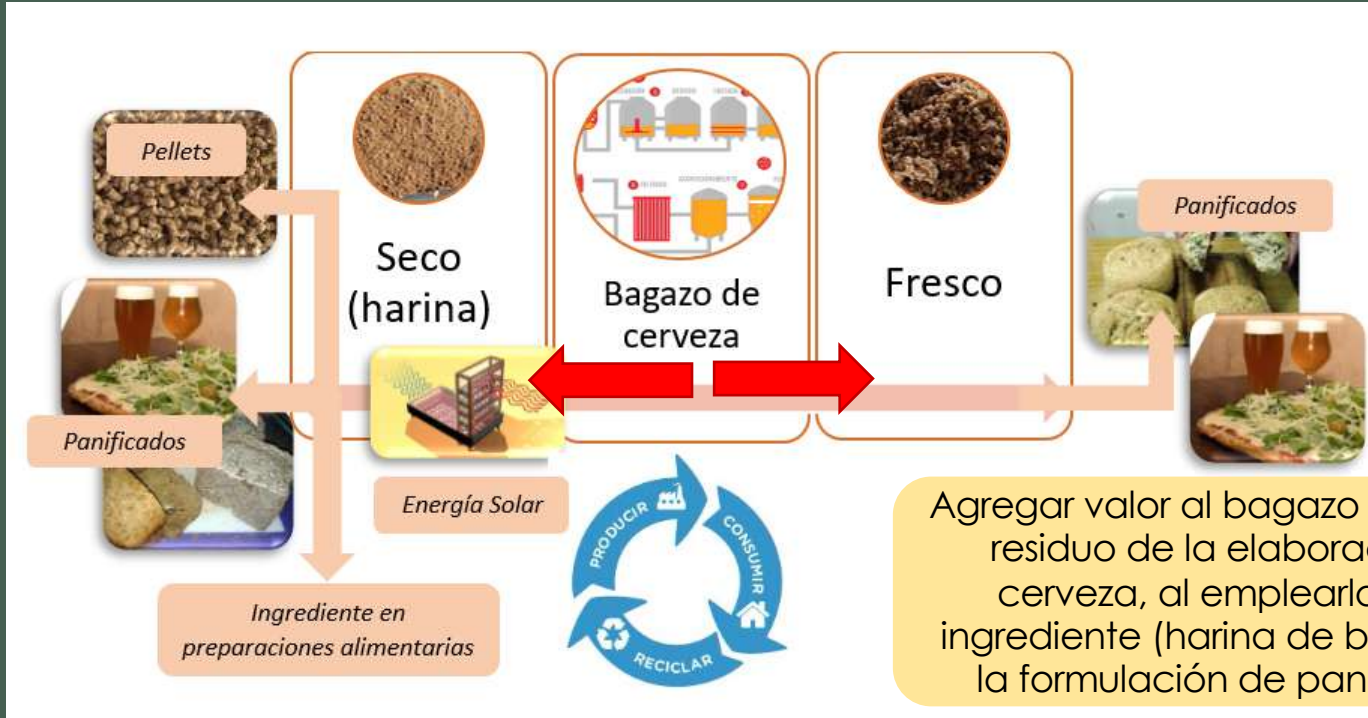 Pellets
Seco
(harina)
Bagazo de
cerveza
Fresco
Panificados
Panificados
Energía Solar
Ingrediente en
preparaciones alimentarias
PRODUCIR
CONSUMIR
RECICLAR
Agregar valor al bagazo
residuo de la elabora
cerveza, al emplearl
ingrediente (harina de b
la formulación de pan